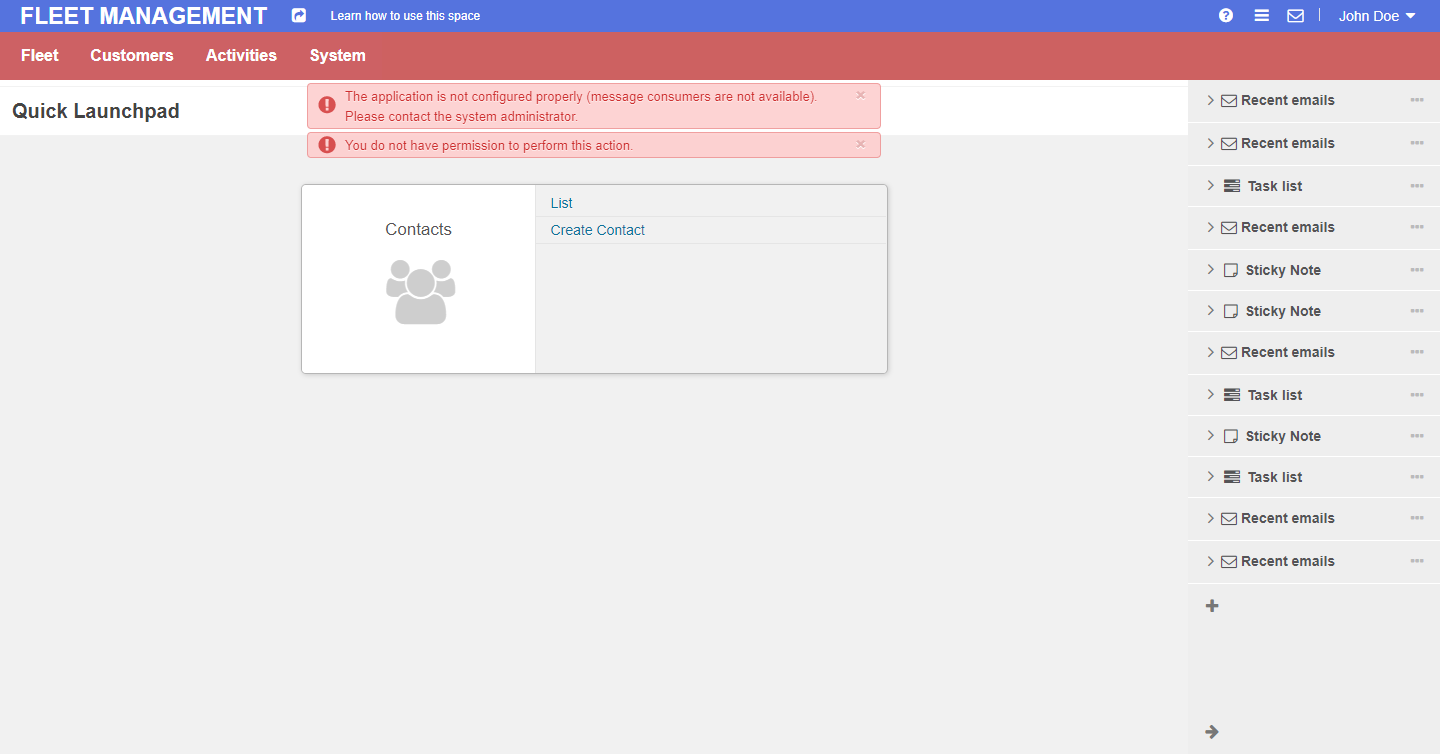 FLEET MANAGEMENT
Learn how to use this space
John Doe
Fleet
Customers
Activities
System
Quick Launchpad
The application is not configured properly (message consumers are not available).
Please contact the system administrator.
You do not have permission to perform this action.
Contacts
List
Create Contact
Recent emails
Recent emails
Task list
Recent emails
Sticky Note
Sticky Note
Recent emails
Task list
Sticky Note
Task list
Recent emails
Recent emails